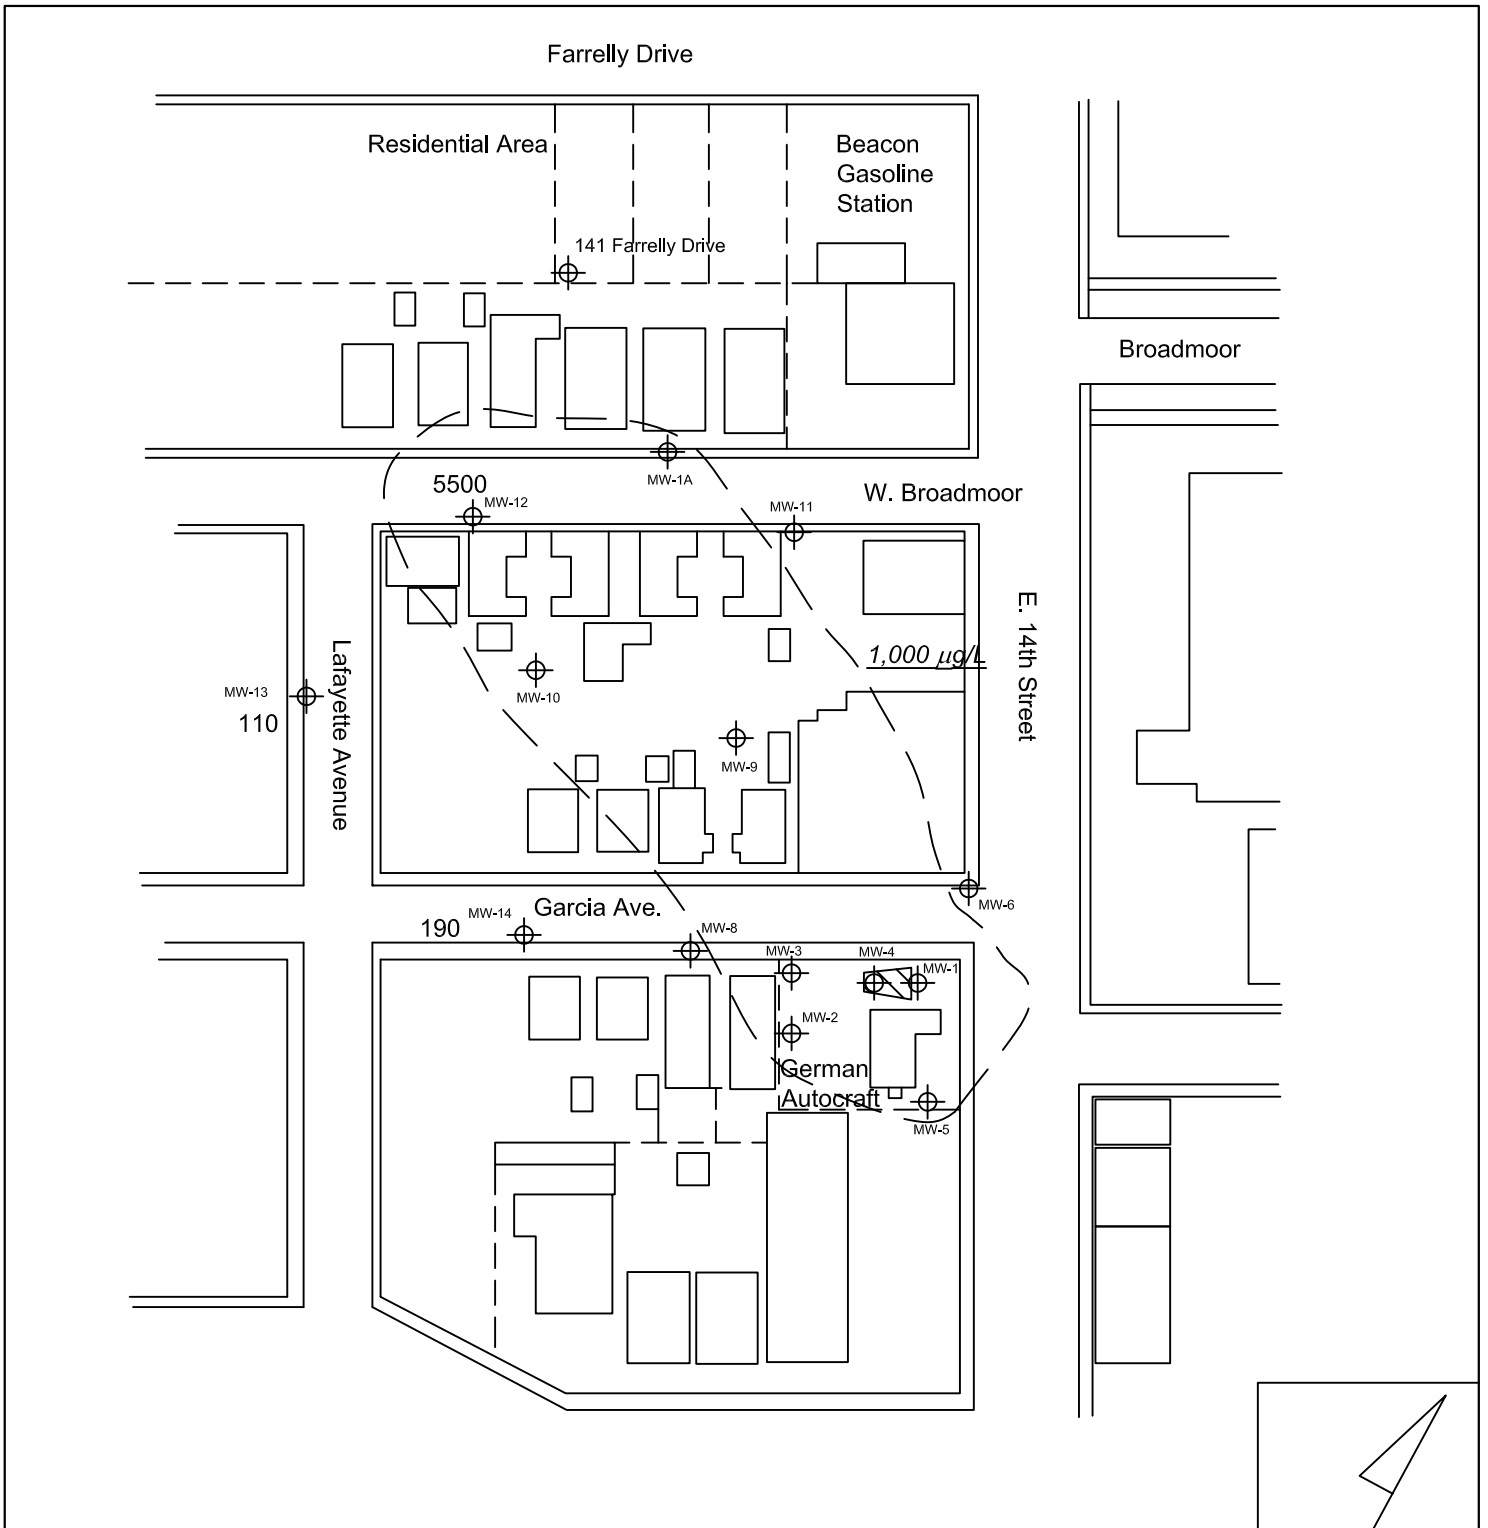 Farrelly Drive
Residential Area
Beacon
Gasoline
Station
141 Farrelly Drive
Broadmoor
MW-1A
5500
MW-12
W. Broadmoor
MW-11
E. 14th Street
Lafayette Avenue
1,000 µg/L
MW-13
110
MW-10
MW-9
Garcia Ave.
MW-6
190
MW-14
MW-8
MW-3
MW-4
MW-1
MW-2
German
Autocraft
MW-5